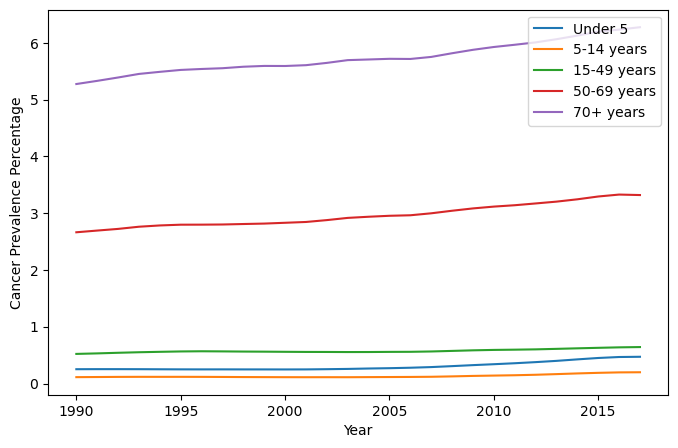 Under 5
5-14 years
15-49 years
50-69 years
70+ years
Cancer Prevalence Percentage
6
5
4
3
2
1
0
1990 1995 2000 2005 2010 2015
Year